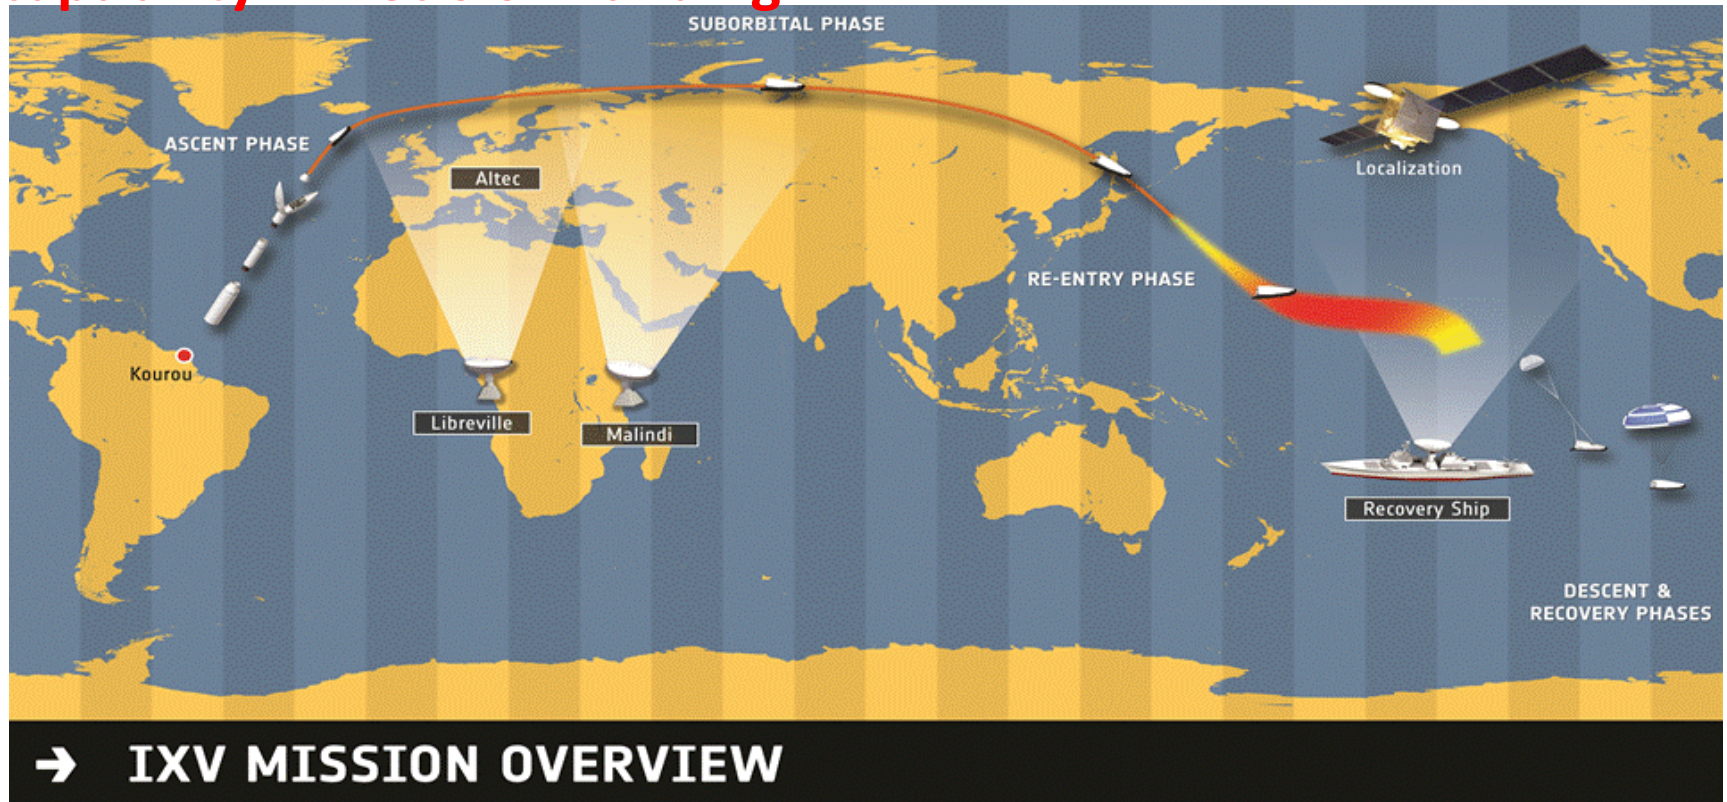 SUBORBITAL PHASE
ASCENT PHASE
Altec
Localization
RE-ENTRY PHASE
Kourou
Libreville
Malindi
Recovery Ship
DESCENT &
RECOVERY PHASES
→ IXV MISSION OVERVIEW